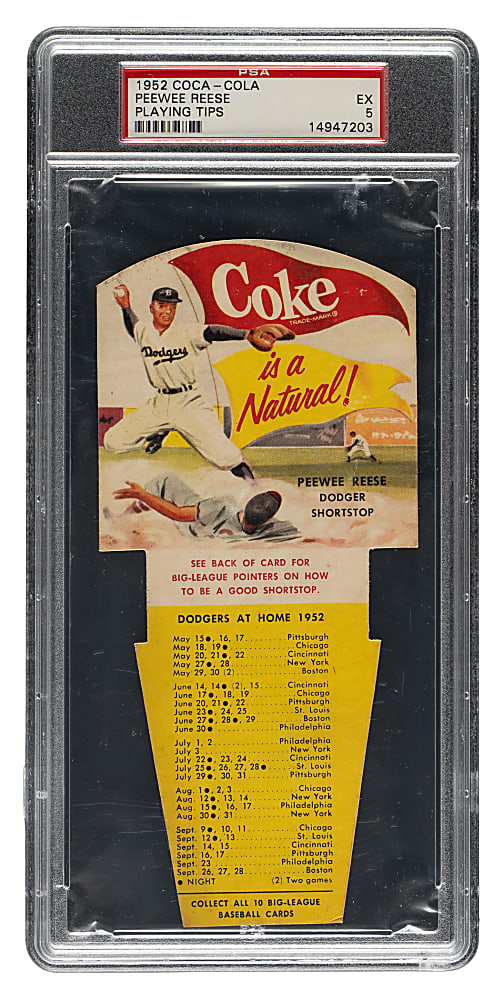 PSA
1952 COCA-COLA
PEEWEE REESE EX
PLAYING TIPS 5
14947203
Coke
TRADE-MARK®
is a
Natural!
Dodgers
B
PEEWEE REESE
DODGER
SHORTSTOP
SEE BACK OF CARD FOR
BIG-LEAGUE POINTERS ON HOW
TO BE A GOOD SHORTSTOP.
DODGERS AT HOME 1952
May 15●, 16, 17 ......... Pittsburgh
May 18, 19● ............... Chicago
May 20, 21●, 22 ......... Cincinnati
May 27●, 28 ............. New York
May 29, 30 (2) ............. Boston
June 14, 14● (2), 15 ..... Cincinnati
June 17●, 18, 19 ......... Chicago
June 20, 21●, 22 ........ Pittsburgh
June 23●, 24, 25 ......... St. Louis
June 27●, 28●, 29 ......... Boston
June 30● ............. Philadelphia
July 1, 2 ............. Philadelphia
July 3 ................. New York
July 22●, 23, 24 ........ Cincinnati
July 25●, 26, 27, 28● ..... St. Louis
July 29●, 30, 31 ........ Pittsburgh
Aug. 1●, 2, 3 ............. Chicago
Aug. 12●, 13, 14 ........ New York
Aug. 15●, 16, 17 ..... Philadelphia
Aug. 30●, 31 ........... New York
Sept. 9●, 10, 11 ......... Chicago
Sept. 12●, 13 ........... St. Louis
Sept. 14, 15 ........... Cincinnati
Sept. 16, 17 ........... Pittsburgh
Sept. 23 ............. Philadelphia
Sept. 26, 27, 28 ........... Boston
● NIGHT (2) Two games
COLLECT ALL 10 BIG-LEAGUE
BASEBALL CARDS